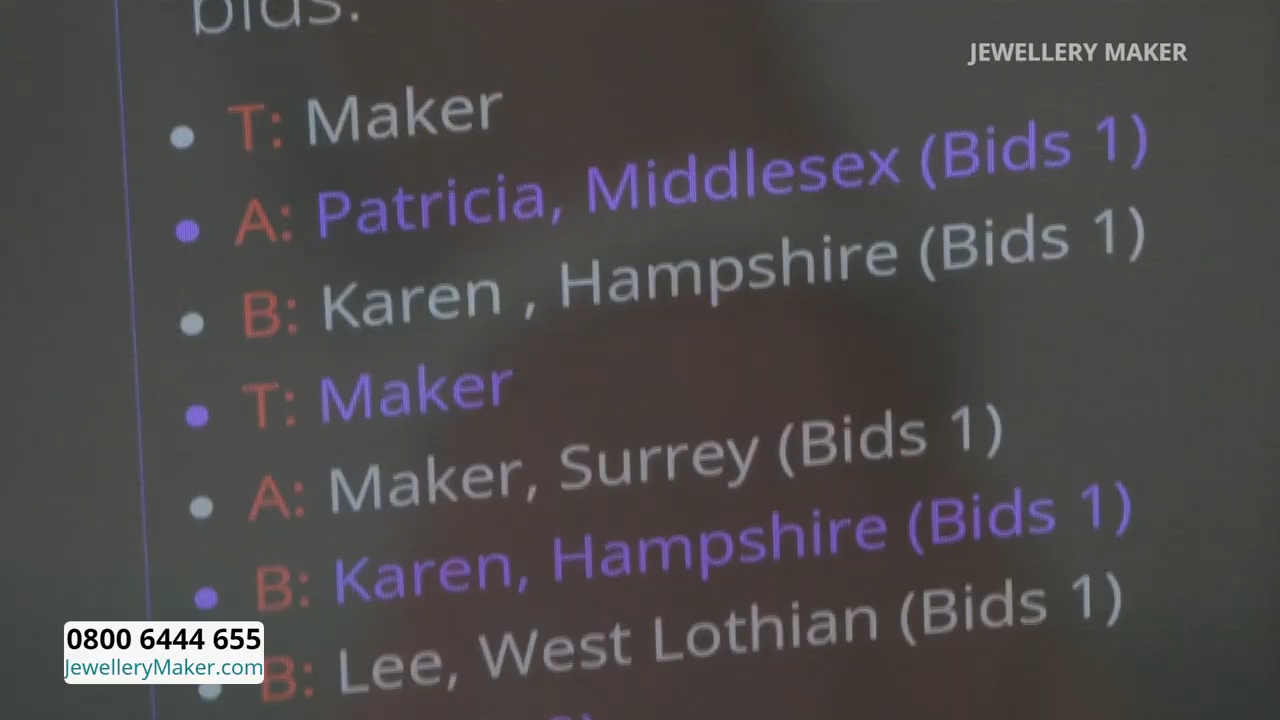 bids.
JEWELLERY MAKER
T: Maker
A: Patricia, Middlesex (Bids 1)
B: Karen , Hampshire (Bids 1)
T: Maker
A: Maker, Surrey (Bids 1)
B: Karen, Hampshire (Bids 1)
B: Lee, West Lothian (Bids 1)
0800 6444 655
JewelleryMaker.com